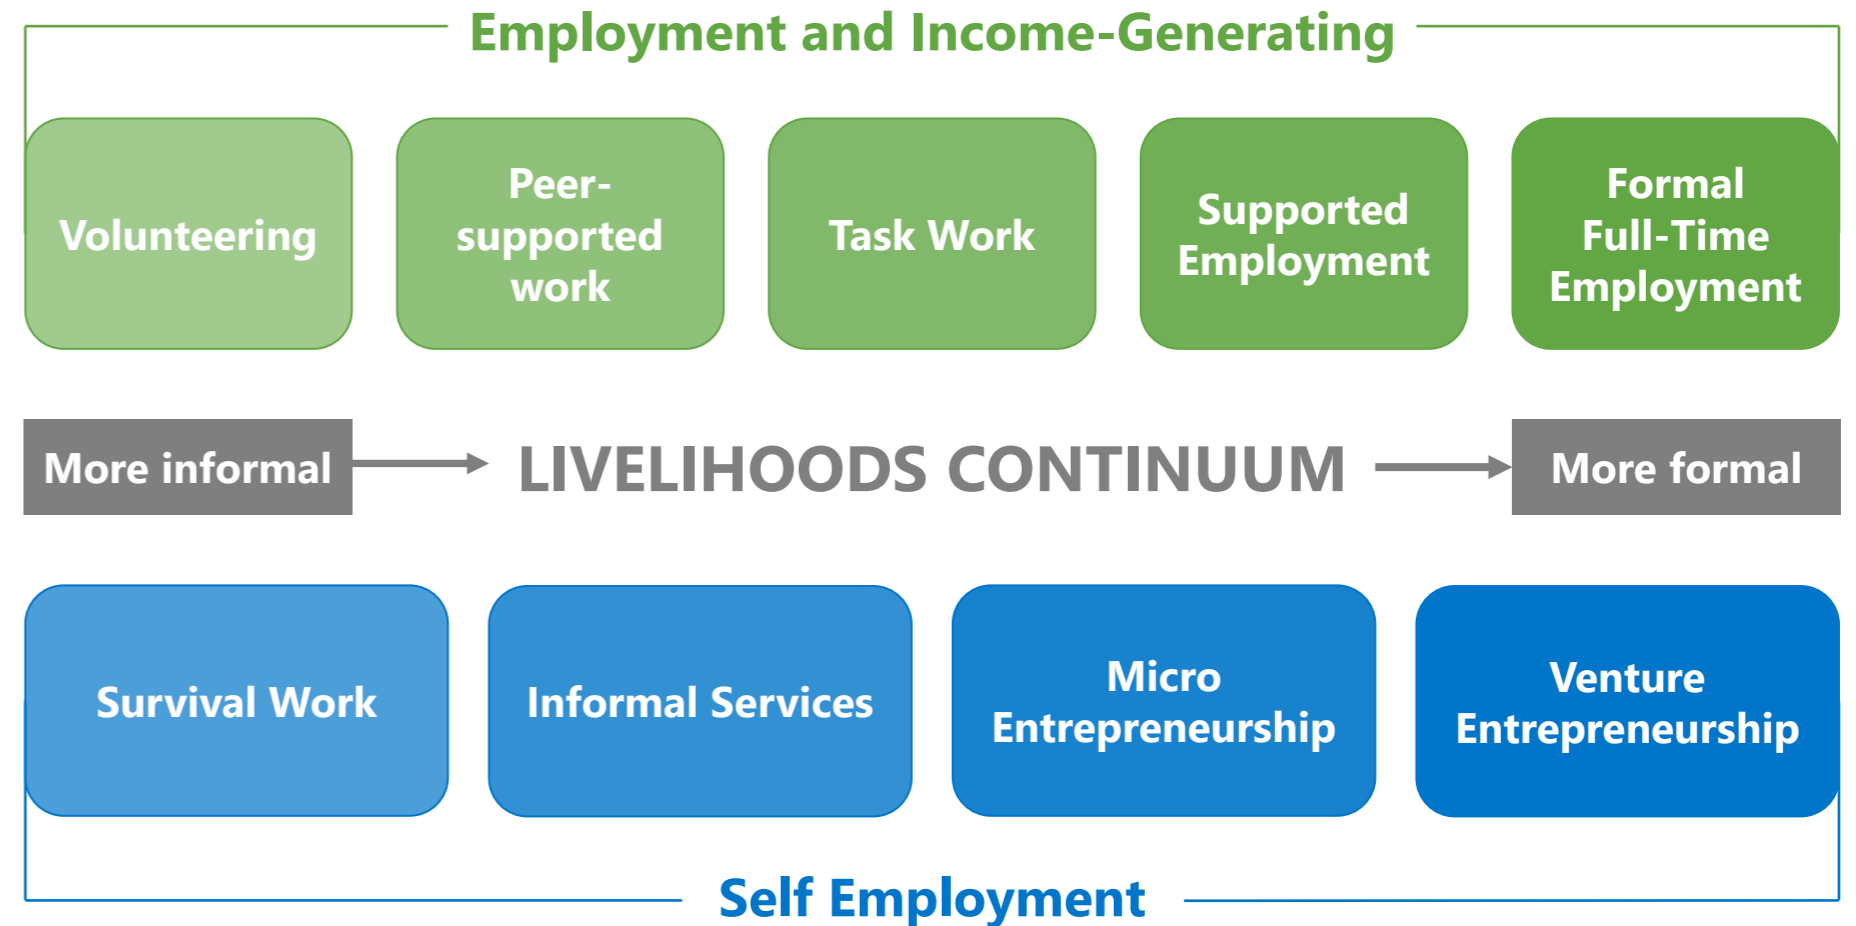 Employment and Income-Generating
Volunteering
Peer-
supported
work
Task Work
Supported
Employment
Formal
Full-Time
Employment
More informal
LIVELIHOODS CONTINUUM
More formal
Survival Work
Informal Services
Micro
Entrepreneurship
Venture
Entrepreneurship
Self Employment